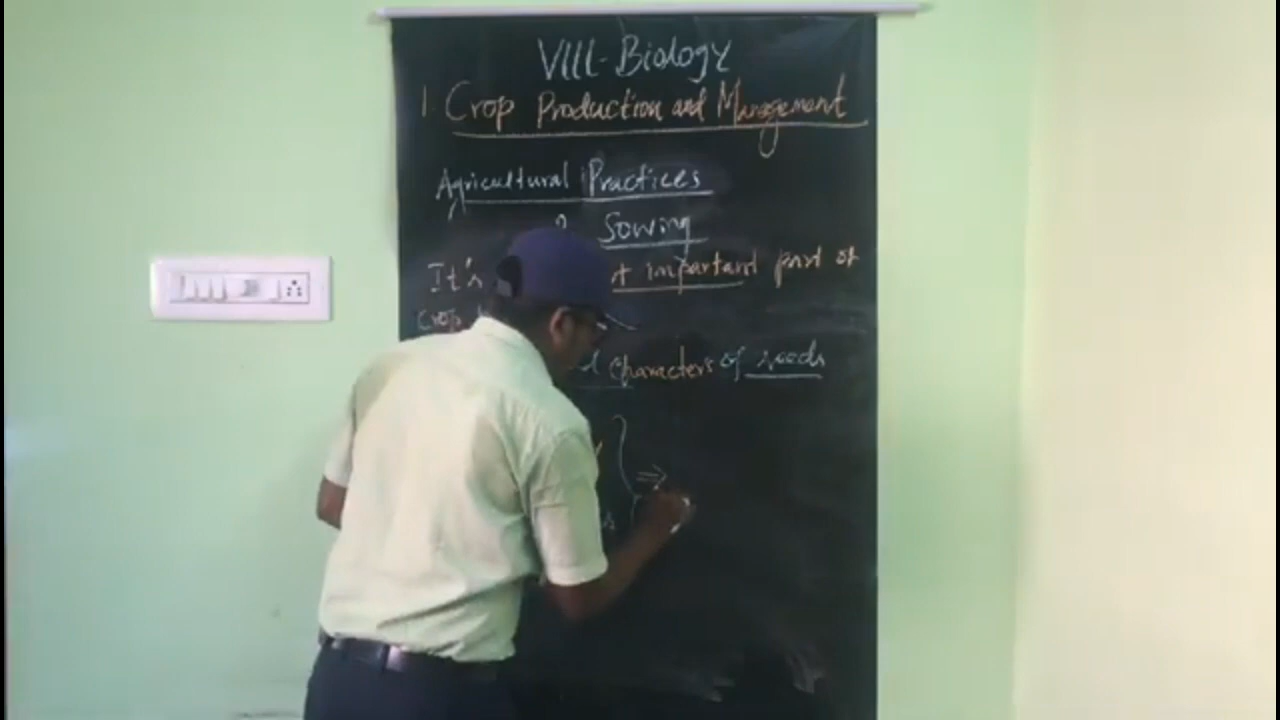 VIII-Biology
1. Crop Production and Management
Agricultural Practices
Sowing
It's important part of
Crop
characters of seeds
⇒